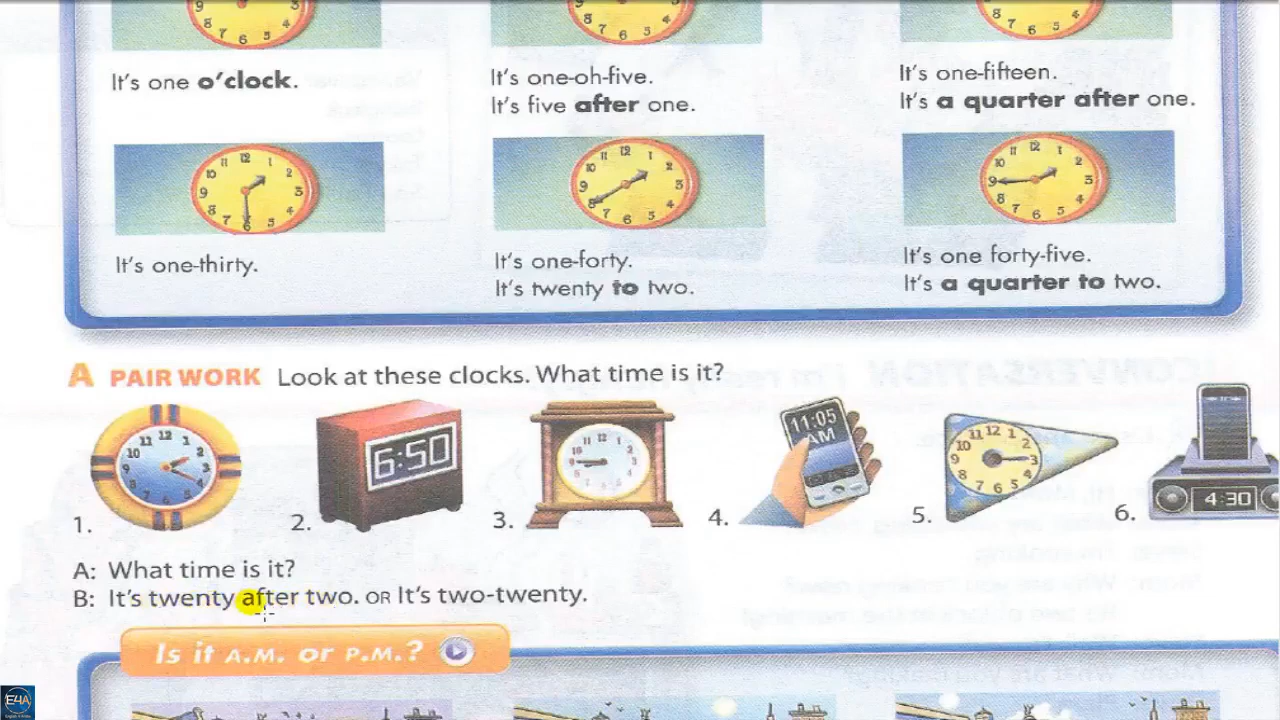 It's one o'clock.
It's one-oh-five.
It's five after one.
It's one-fifteen.
It's a quarter after one.
It's one-thirty.
It's one-forty.
It's twenty to two.
It's one forty-five.
It's a quarter to two.
A PAIR WORK Look at these clocks. What time is it?
1.
2. 6:50
3.
4. 11:05 AM
5.
6. 4:30
A: What time is it?
B: It's twenty after two. OR It's two-twenty.
Is it A.M. or P.M.?
E4A